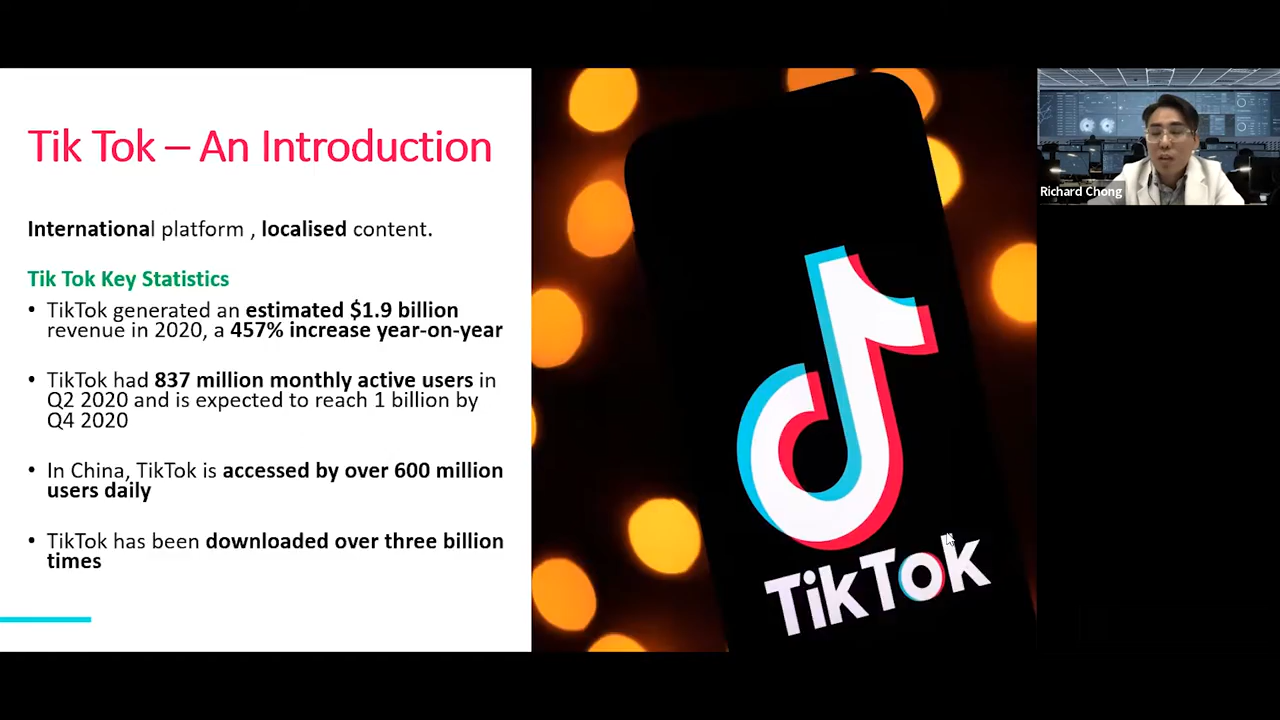 Tik Tok – An Introduction
International platform , localised content.
Tik Tok Key Statistics
• TikTok generated an estimated $1.9 billion
revenue in 2020, a 457% increase year-on-year
• TikTok had 837 million monthly active users in
Q2 2020 and is expected to reach 1 billion by
Q4 2020
• In China, TikTok is accessed by over 600 million
users daily
• TikTok has been downloaded over three billion
times
TikTok
Richard Chong